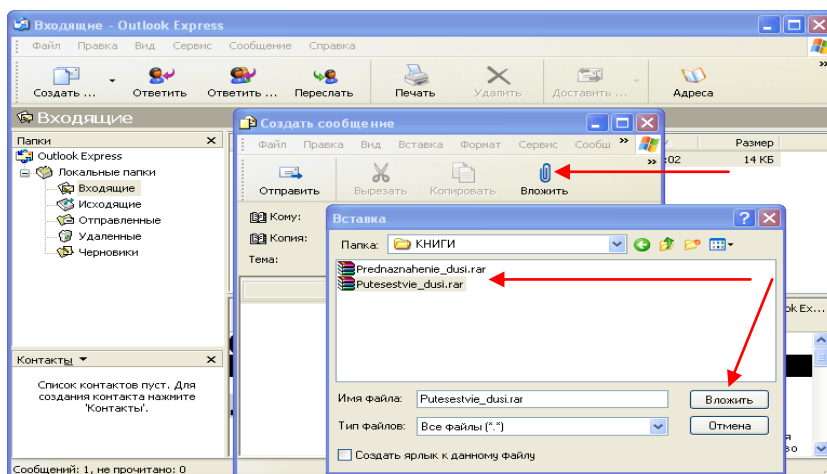 Входящие - Outlook Express
Файл Правка Вид Сервис Сообщение Справка
Создать ... Ответить Ответить ... Переслать Печать Удалить Доставить ... Адреса
Входящие
Папки
Outlook Express
Локальные папки
Входящие
Исходящие
Отправленные
Удаленные
Черновики
Размер
:02 14 КБ
Создать сообщение
Файл Правка Вид Вставка Формат Сервис Сообщ
Отправить Вырезать Копировать Вложить
Кому:
Копия:
Тема:
Вставка
Папка: КНИГИ
Prednaznahenie_dusi.rar
Putesestvie_dusi.rar
Имя файла: Putesestvie_dusi.rar Вложить
Тип файлов: Все файлы (*.*) Отмена
Создать ярлык к данному файлу
ok Ex...
Контакты
Список контактов пуст. Для
создания контакта нажмите
'Контакты'.
Сообщений: 1, не прочитано: 0